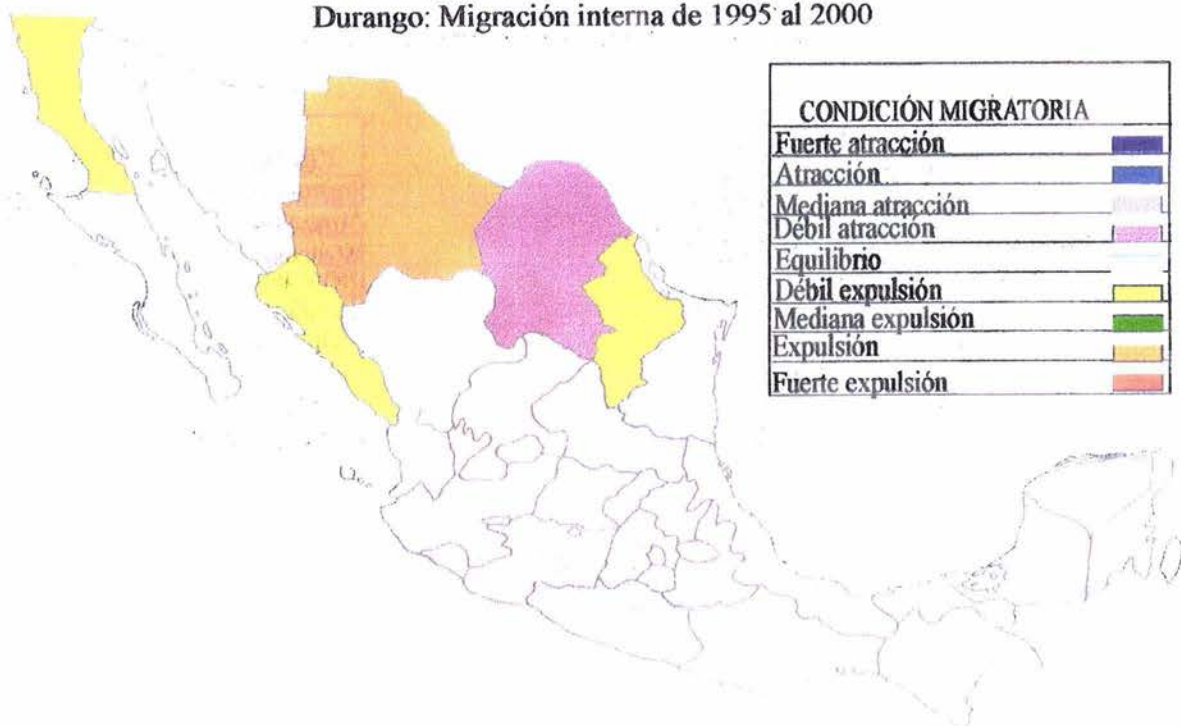 Durango: Migración interna de 1995 al 2000
CONDICIÓN MIGRATORIA
Fuerte atracción
Atracción
Mediana atracción
Débil atracción
Equilibrio
Débil expulsión
Mediana expulsión
Expulsión
Fuerte expulsión